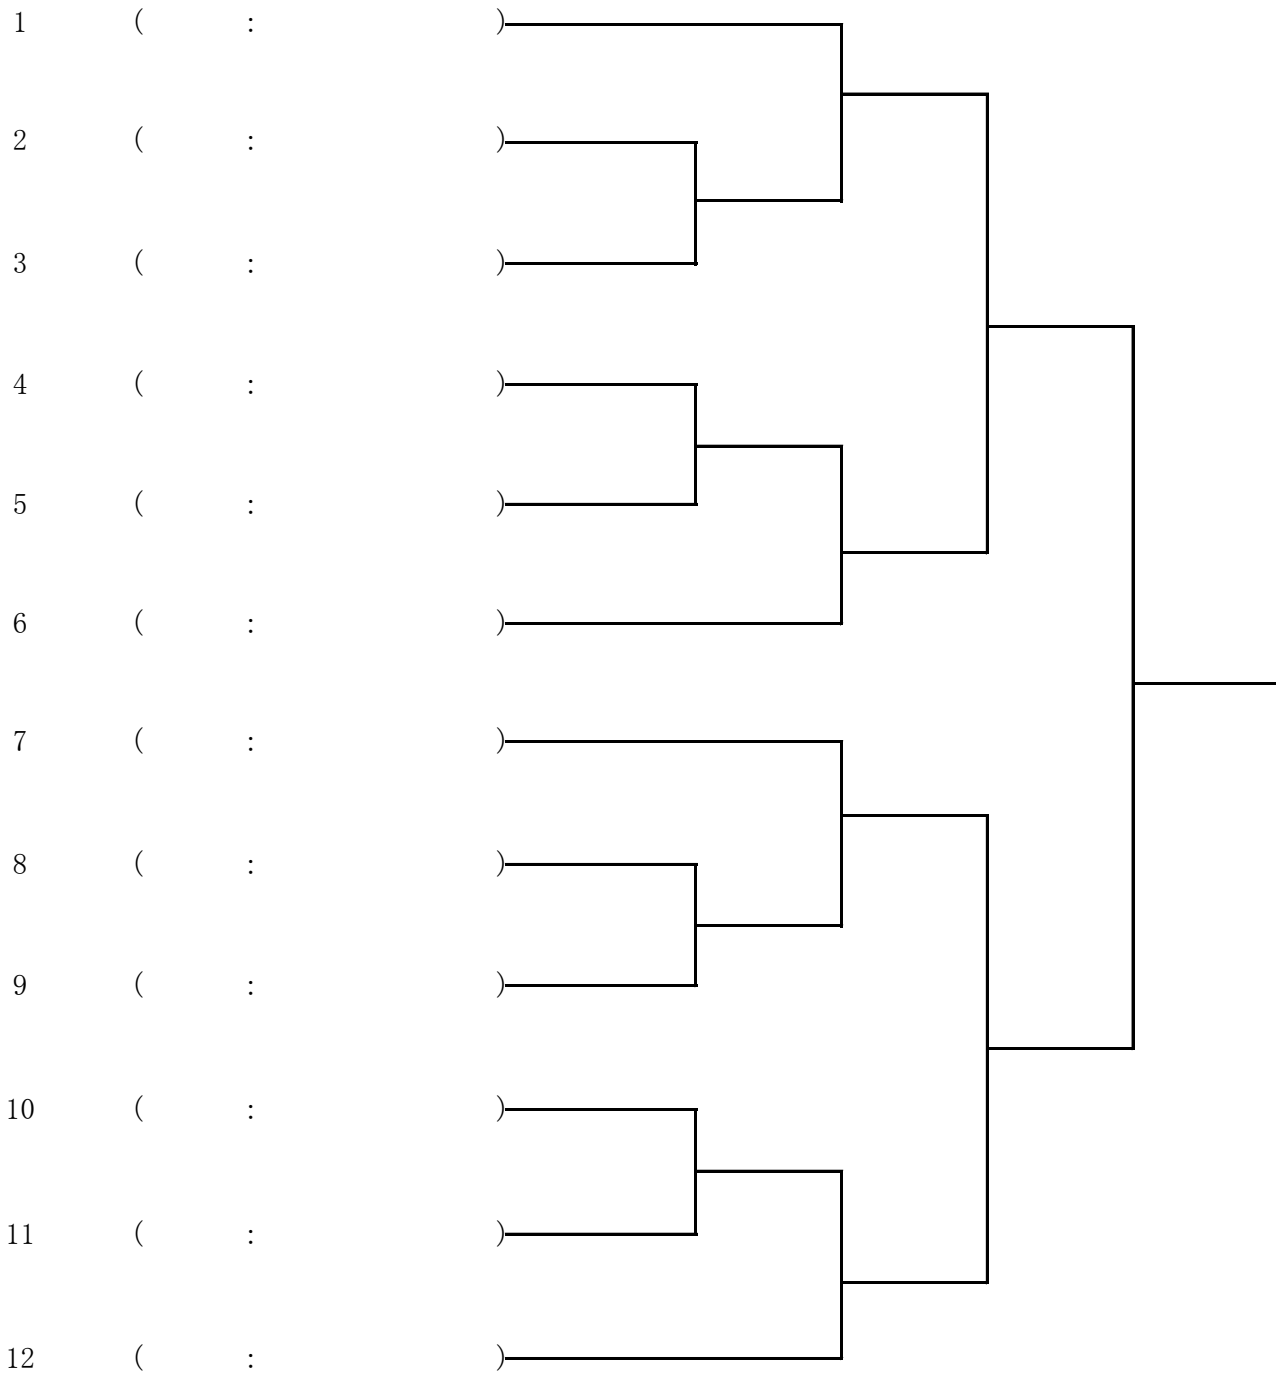 1 ( : )
2 ( : )
3 ( : )
4 ( : )
5 ( : )
6 ( : )
7 ( : )
8 ( : )
9 ( : )
10 ( : )
11 ( : )
12 ( : )